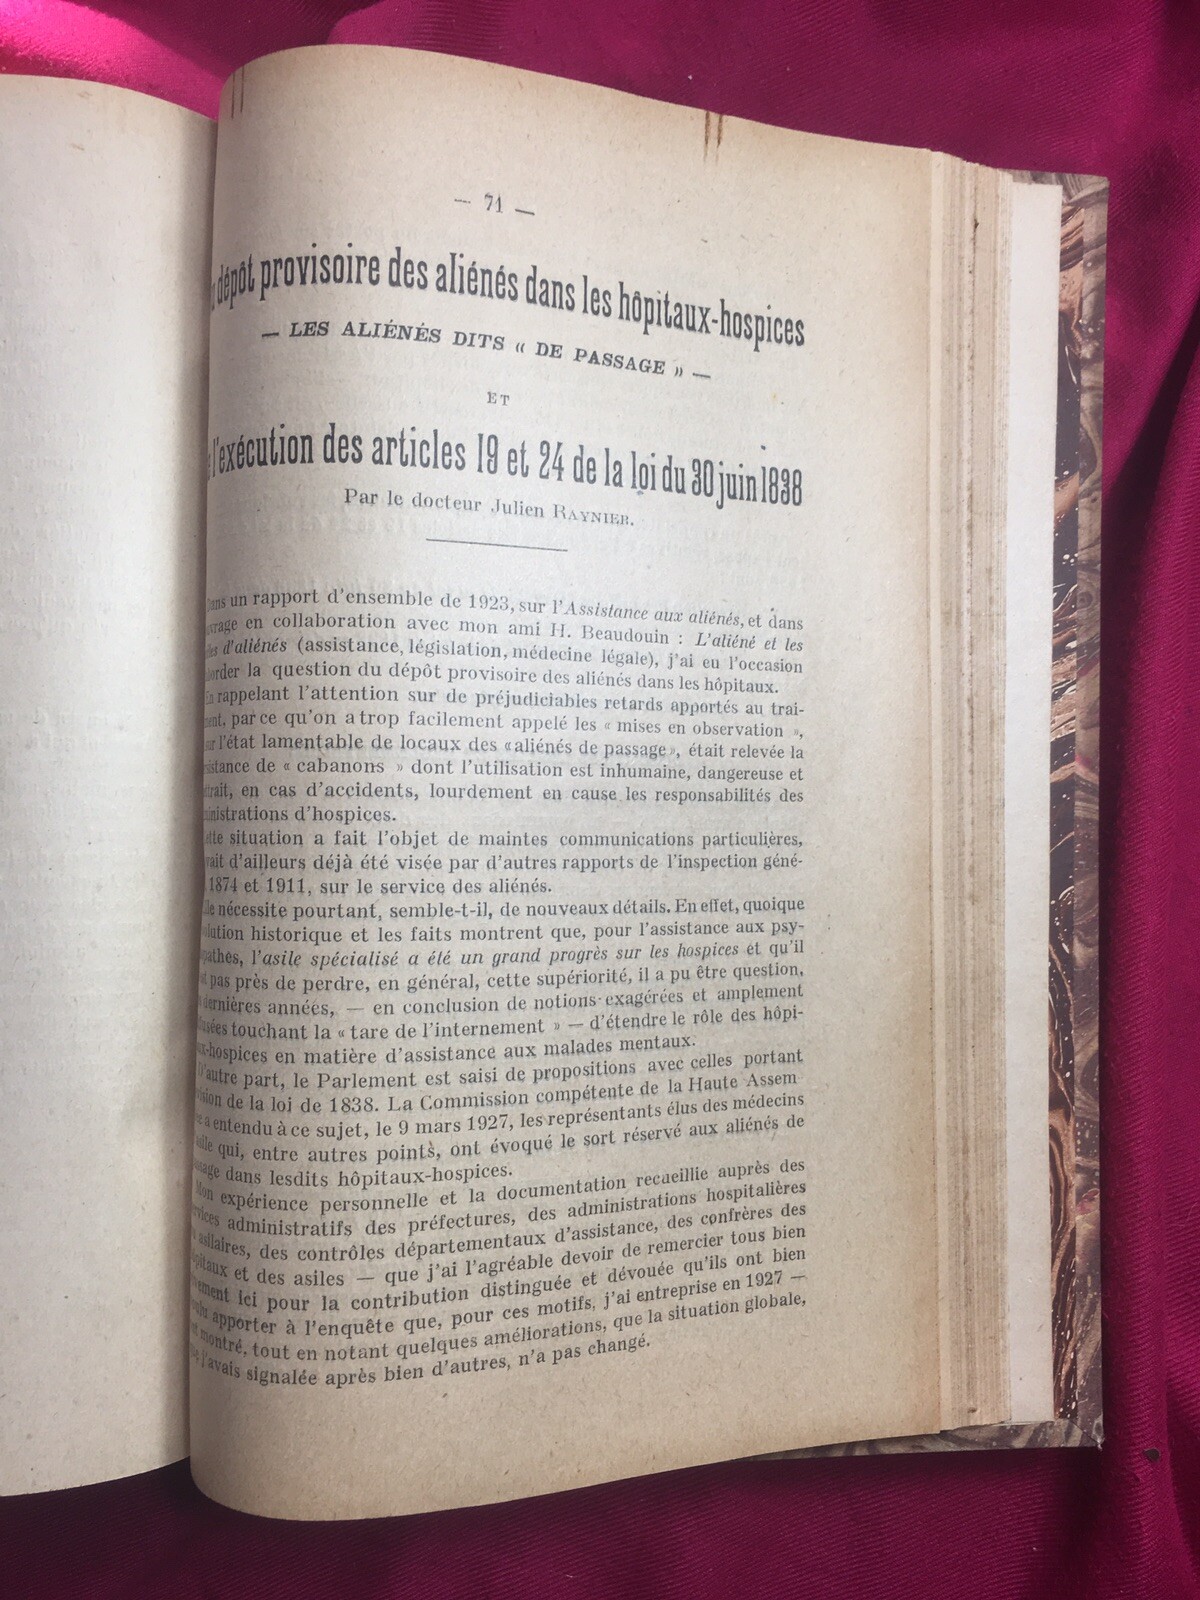 — 71 —
dépôt provisoire des aliénés dans les hôpitaux-hospices
— LES ALIÉNÉS DITS « DE PASSAGE » —
ET
l'exécution des articles 19 et 24 de la loi du 30 juin 1838
Par le docteur Julien RAYNIER.
un rapport d'ensemble de 1923, sur l'Assistance aux aliénés, et dans
en collaboration avec mon ami H. Beaudouin : L'aliéné et les
d'aliénés (assistance, législation, médecine légale), j'ai eu l'occasion
la question du dépôt provisoire des aliénés dans les hôpitaux.
rappelant l'attention sur de préjudiciables retards apportés au trai-
par ce qu'on a trop facilement appelé les « mises en observation »,
l'état lamentable de locaux des « aliénés de passage », était relevée la
de « cabanons » dont l'utilisation est inhumaine, dangereuse et
en cas d'accidents, lourdement en cause les responsabilités des
d'hospices.
situation a fait l'objet de maintes communications particulières,
d'ailleurs déjà été visée par d'autres rapports de l'inspection géné-
1874 et 1911, sur le service des aliénés.
nécessite pourtant, semble-t-il, de nouveaux détails. En effet, quoique
historique et les faits montrent que, pour l'assistance aux psy-
l'asile spécialisé a été un grand progrès sur les hospices et qu'il
pas près de perdre, en général, cette supériorité, il a pu être question,
dernières années, — en conclusion de notions exagérées et amplement
touchant la « tare de l'internement » — d'étendre le rôle des hôpi-
en matière d'assistance aux malades mentaux.
D'autre part, le Parlement est saisi de propositions avec celles portant
de la loi de 1838. La Commission compétente de la Haute Assem
a entendu à ce sujet, le 9 mars 1927, les représentants élus des médecins
qui, entre autres points, ont évoqué le sort réservé aux aliénés de
dans lesdits hôpitaux-hospices.
Mon expérience personnelle et la documentation recueillie auprès des
administratifs des préfectures, des administrations hospitalières
asilaires, des contrôles départementaux d'assistance, des confrères des
et des asiles — que j'ai l'agréable devoir de remercier tous bien
ici pour la contribution distinguée et dévouée qu'ils ont bien
apporter à l'enquête que, pour ces motifs, j'ai entreprise en 1927 —
montré, tout en notant quelques améliorations, que la situation globale,
j'avais signalée après bien d'autres, n'a pas changé.